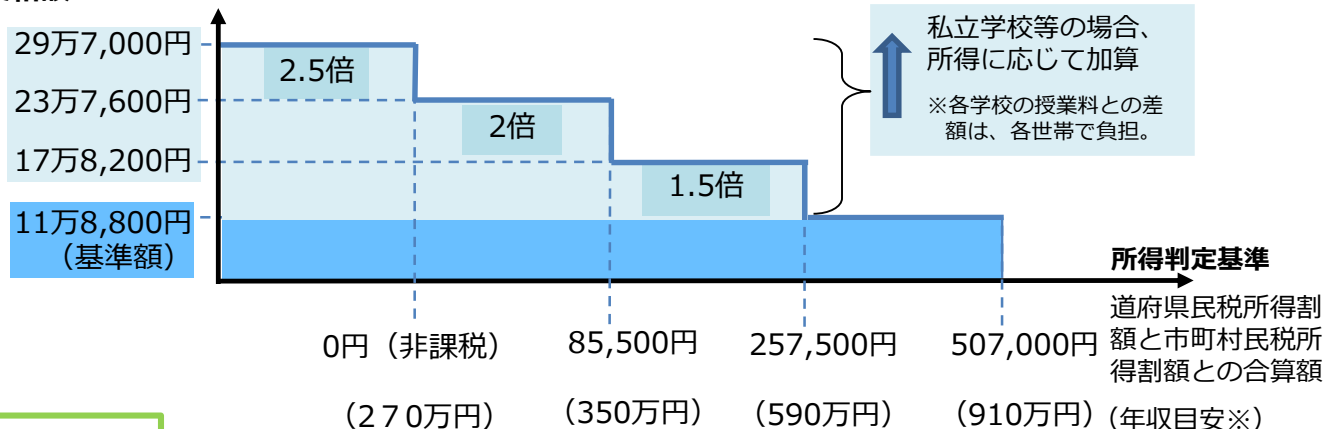 29万7,000円
23万7,600円
17万8,200円
11万8,800円
（基準額）
2.5倍
2倍
1.5倍
私立学校等の場合、
所得に応じて加算
※各学校の授業料との差
額は、各世帯で負担。
所得判定基準
道府県民税所得割
額と市町村民税所
得割額との合算額
（年収目安※）
0円（非課税）
85,500円
257,500円
507,000円
（２７０万円）
（350万円）
（590万円）
（910万円）